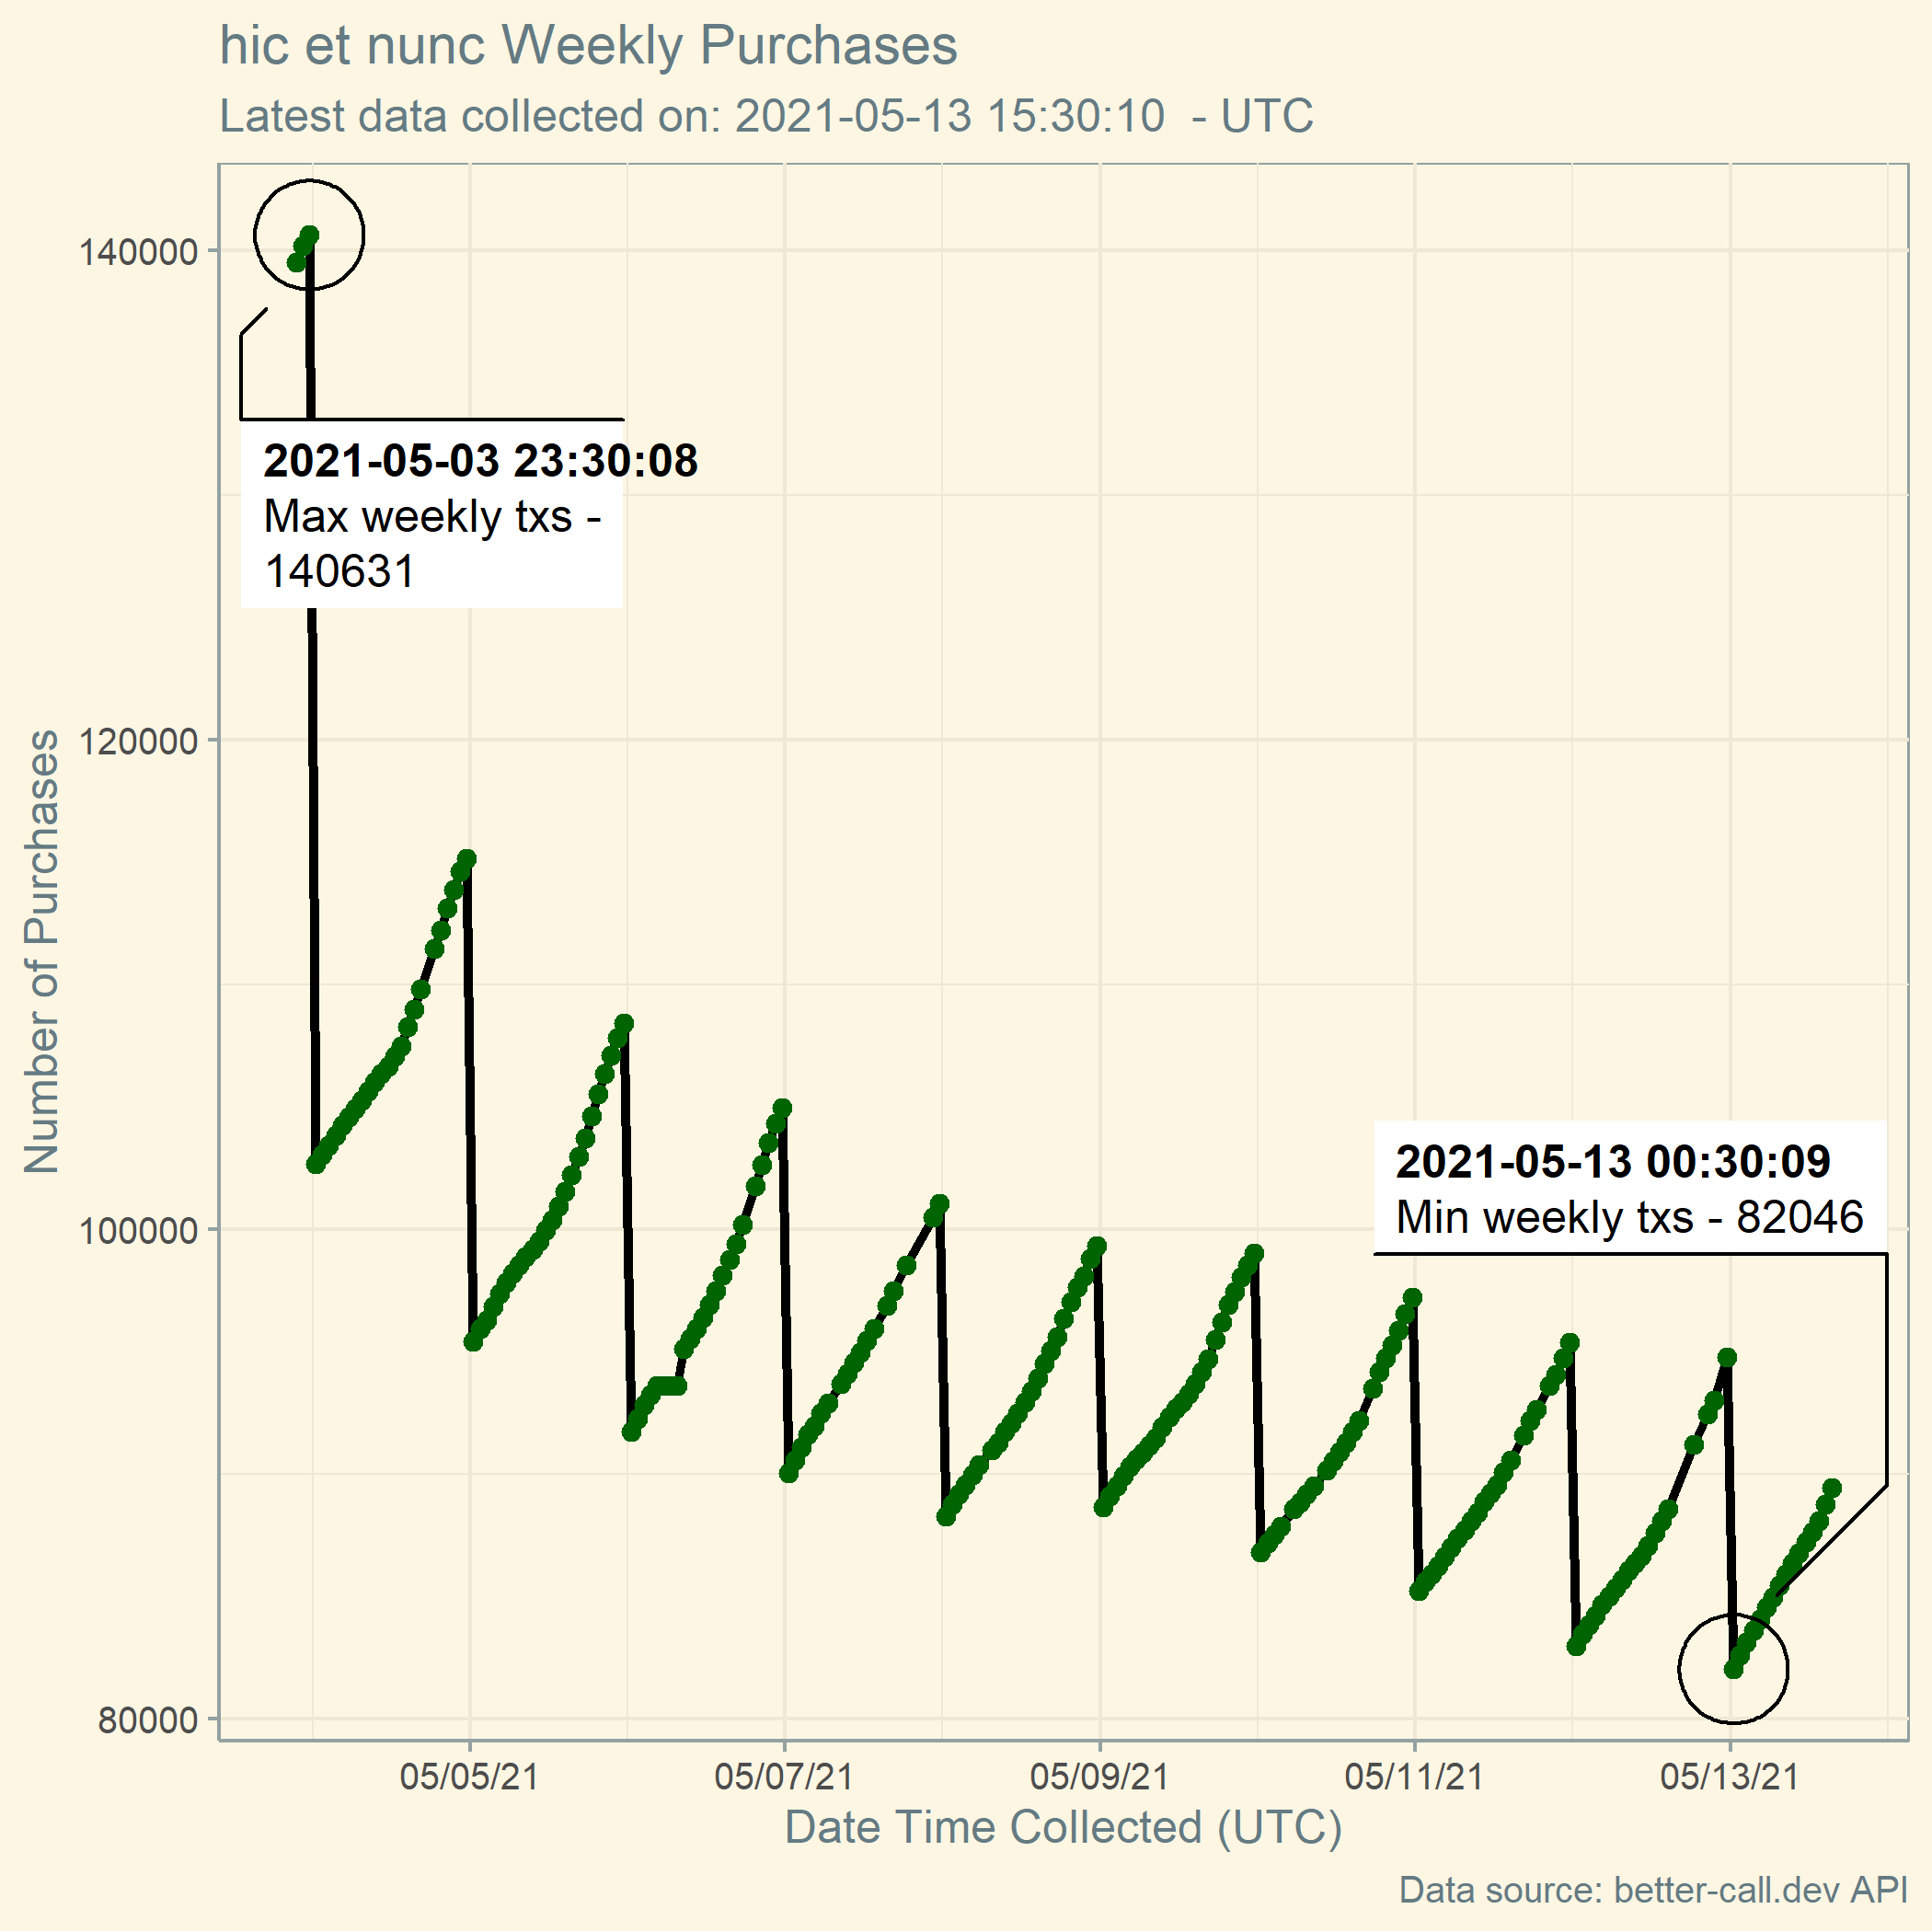 hic et nunc Weekly Purchases
Latest data collected on: 2021-05-13 15:30:10  - UTC
Number of Purchases
140000
120000
100000
80000
2021-05-03 23:30:08
Max weekly txs -
140631
2021-05-13 00:30:09
Min weekly txs - 82046
05/05/21
05/07/21
05/09/21
05/11/21
05/13/21
Date Time Collected (UTC)
Data source: better-call.dev API